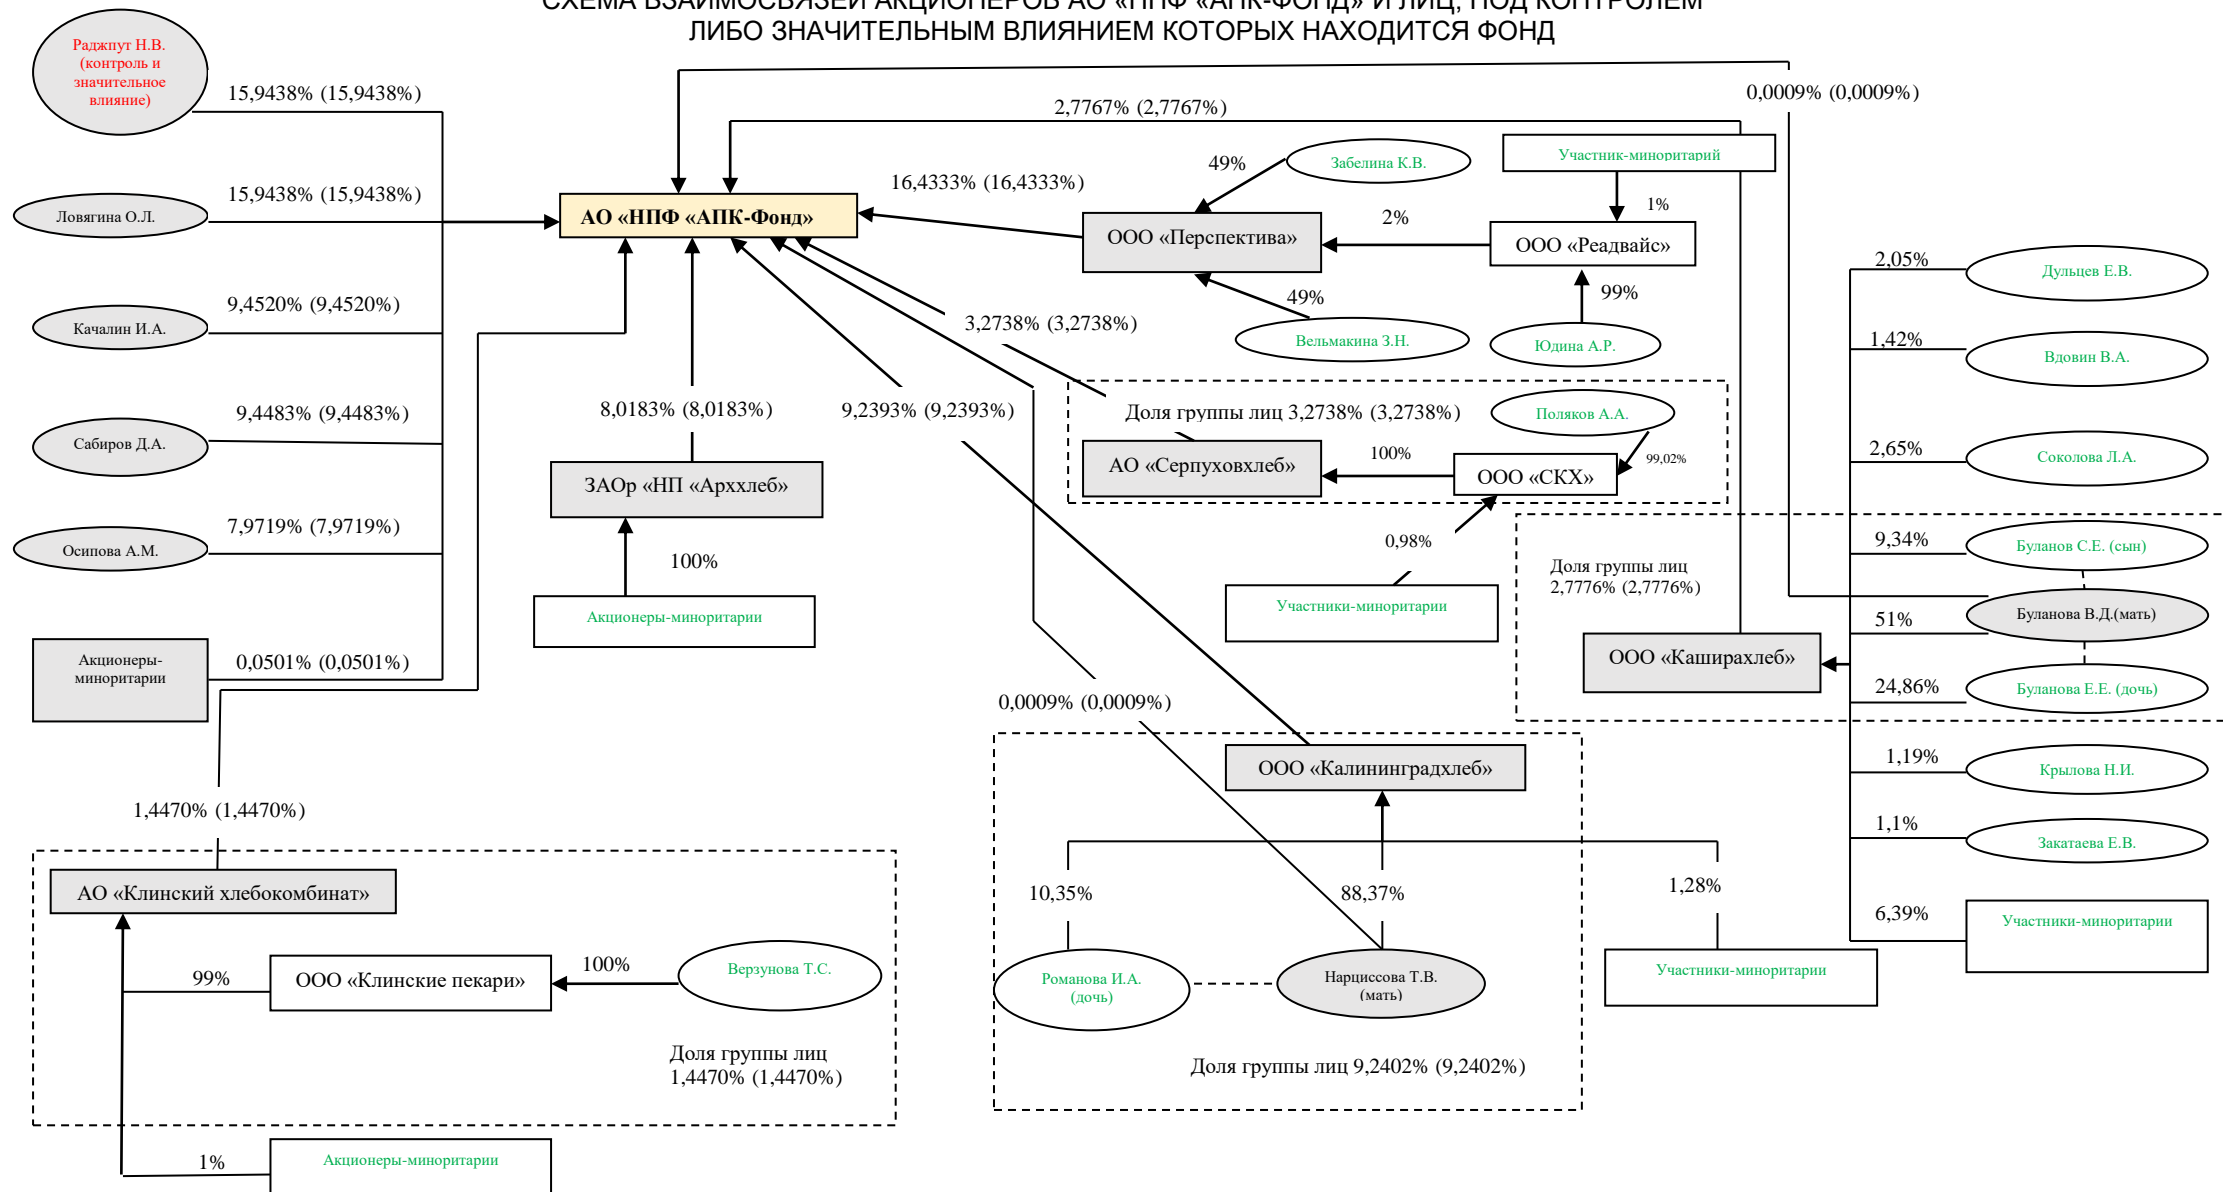 СХЕМА ВЗАИМОСВЯЗЕЙ АКЦИОНЕРОВ АО «НПФ «АПК-ФОНД» И ЛИЦ, ПОД КОНТРОЛЕМ
ЛИБО ЗНАЧИТЕЛЬНЫМ ВЛИЯНИЕМ КОТОРЫХ НАХОДИТСЯ ФОНД
Раджпут Н.В.
(контроль и
значительное
влияние)
15,9438% (15,9438%)
Ловягина О.Л.
15,9438% (15,9438%)
Качалин И.А.
9,4520% (9,4520%)
Сабиров Д.А.
9,4483% (9,4483%)
Осипова А.М.
7,9719% (7,9719%)
Акционеры-
миноритарии
0,0501% (0,0501%)
АО «НПФ «АПК-Фонд»
2,7767% (2,7767%)
0,0009% (0,0009%)
16,4333% (16,4333%)
49%
Забелина К.В.
Участник-миноритарий
1%
ООО «Перспектива»
2%
ООО «Реадвайс»
49%
Вельмакина З.Н.
99%
Юдина А.Р.
3,2738% (3,2738%)
8,0183% (8,0183%)
9,2393% (9,2393%)
ЗАОр «НП «Арххлеб»
100%
Акционеры-миноритарии
Доля группы лиц 3,2738% (3,2738%)
Поляков А.А.
АО «Серпуховхлеб»
100%
ООО «СКХ»
99,02%
0,98%
Участники-миноритарии
Доля группы лиц
2,7776% (2,7776%)
ООО «Каширахлеб»
2,05%
Дульцев Е.В.
1,42%
Вдовин В.А.
2,65%
Соколова Л.А.
9,34%
Буланов С.Е. (сын)
51%
Буланова В.Д.(мать)
24,86%
Буланова Е.Е. (дочь)
1,19%
Крылова Н.И.
1,1%
Закатаева Е.В.
6,39%
Участники-миноритарии
0,0009% (0,0009%)
ООО «Калининградхлеб»
10,35%
88,37%
1,28%
Романова И.А.
(дочь)
Нарциссова Т.В.
(мать)
Участники-миноритарии
Доля группы лиц 9,2402% (9,2402%)
1,4470% (1,4470%)
АО «Клинский хлебокомбинат»
99%
ООО «Клинские пекари»
100%
Верзунова Т.С.
Доля группы лиц
1,4470% (1,4470%)
1%
Акционеры-миноритарии